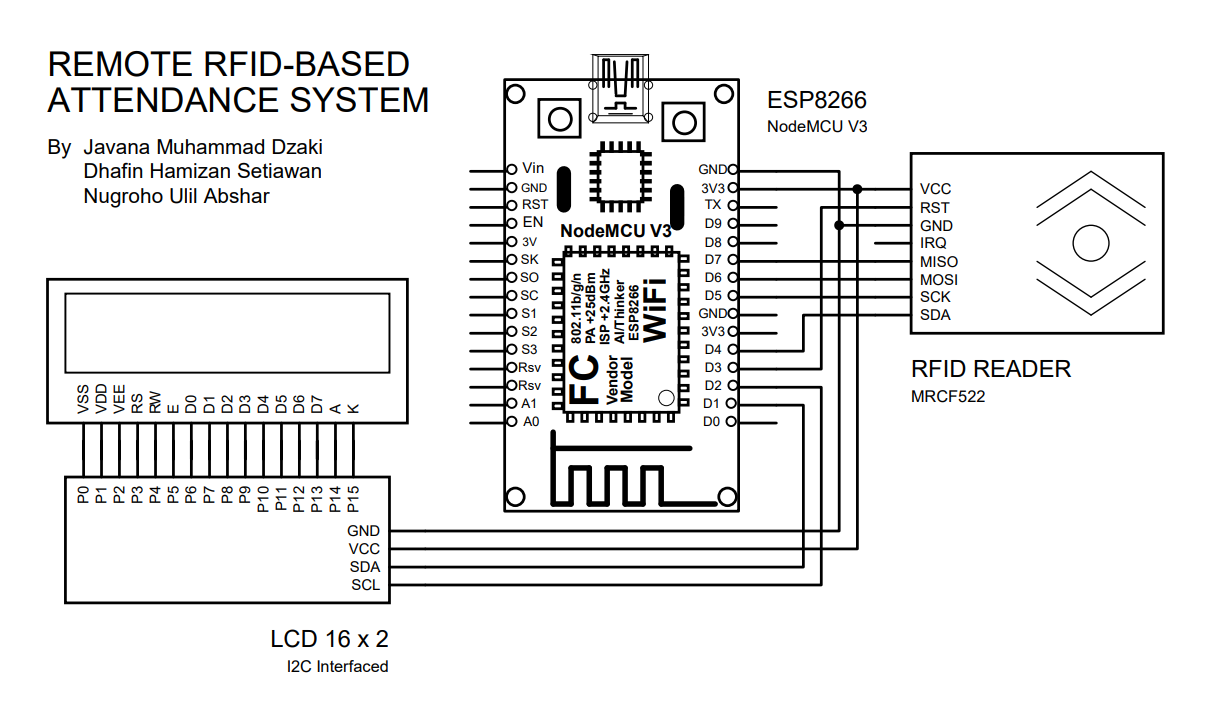 REMOTE RFID-BASED
ATTENDANCE SYSTEM
By Javana Muhammad Dzaki
Dhafin Hamizan Setiawan
Nugroho Ulil Abshar
ESP8266
NodeMCU V3
Vin
GND
RST
EN
3V
SK
SO
SC
S1
S2
S3
Rsv
Rsv
A1
A0
GND
3V3
TX
D9
D8
D7
D6
D5
GND
3V3
D4
D3
D2
D1
D0
NodeMCU V3
802.11b/g/n
PA +25dBm
ISP +2.4GHz
AI/Thinker
ESP8266
WiFi
FC
Vendor
Model
VCC
RST
GND
IRQ
MISO
MOSI
SCK
SDA
RFID READER
MRCF522
VSS
VDD
VEE
RS
RW
E
D0
D1
D2
D3
D4
D5
D6
D7
A
K
P0
P1
P2
P3
P4
P5
P6
P7
P8
P9
P10
P11
P12
P13
P14
P15
GND
VCC
SDA
SCL
LCD 16 x 2
I2C Interfaced